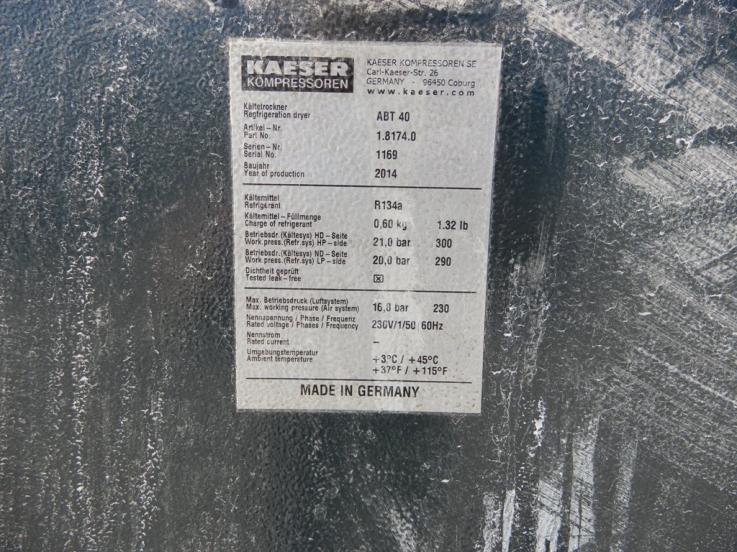 KAESER
KOMPRESSOREN
KAESER KOMPRESSOREN SE
Carl-Kaeser-Str. 26
GERMANY - 96450 Coburg
www.kaeser.com
Kältetrockner
Regfrigeration dryer ABT 40
Artikel-Nr.
Part No. 1.8174.0
Serien-Nr.
Serial No. 1169
Baujahr
Year of production 2014
Kältemittel
Refrigerant R134a
Kältemittel-Füllmenge
Charge of refrigerant 0,60 kg 1.32 lb
Betriebsdr.(Kältesys) HD-Seite
Work.press.(Refr.sys) HP-side 21,0 bar 300
Betriebsdr.(Kältesys) ND-Seite
Work.press.(Refr.sys) LP-side 20,0 bar 290
Dichtheit geprüft
Tested leak-free ☒
Max. Betriebsdruck (Luftsystem)
Max. working pressure (Air system) 16,0 bar 230
Nennspannung / Phase / Frequenz
Rated voltage / Phases / Frequency 230V/1/50 60Hz
Nennstrom
Rated current –
Umgebungstemperatur
Ambient temperature +3°C / +45°C
+37°F / +115°F
MADE IN GERMANY